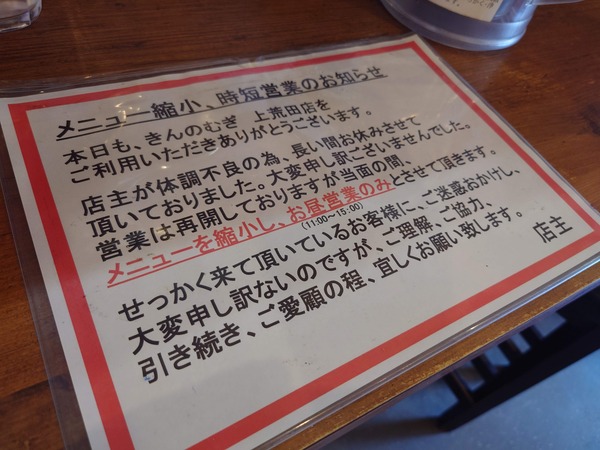 メニュー縮小、時短営業のお知らせ
本日も、きんのむぎ 上荒田店を
ご利用いただきありがとうございます。
店主が体調不良の為、長い間お休みさせて
頂いておりました。大変申し訳ございませんでした。
営業は再開しておりますが当面の間、
メニューを縮小し、お昼営業のみとさせて頂きます。
(11:00~15:00)
せっかく来て頂いているお客様に、ご迷惑おかけし、
大変申し訳ないのですが、ご理解、ご協力、
引き続き、ご愛顧の程、宜しくお願い致します。
店主